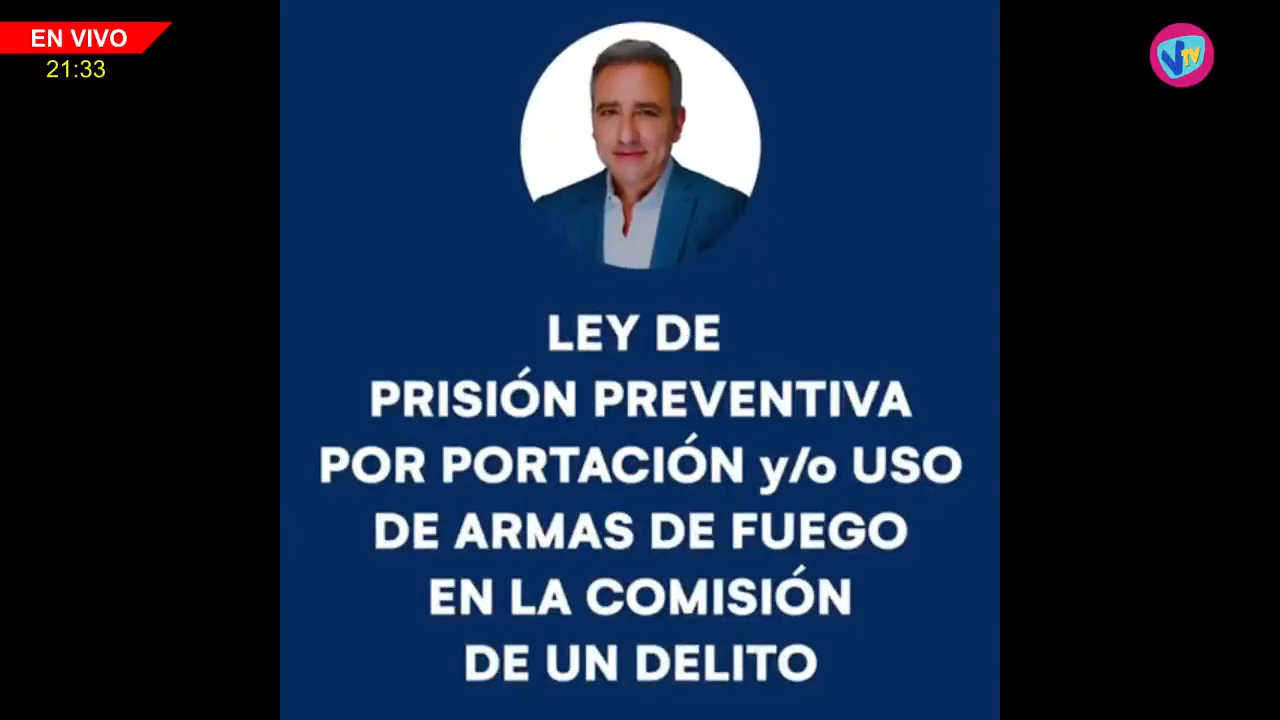 EN VIVO
21:33
VTV
LEY DE
PRISIÓN PREVENTIVA
POR PORTACIÓN y/o USO
DE ARMAS DE FUEGO
EN LA COMISIÓN
DE UN DELITO